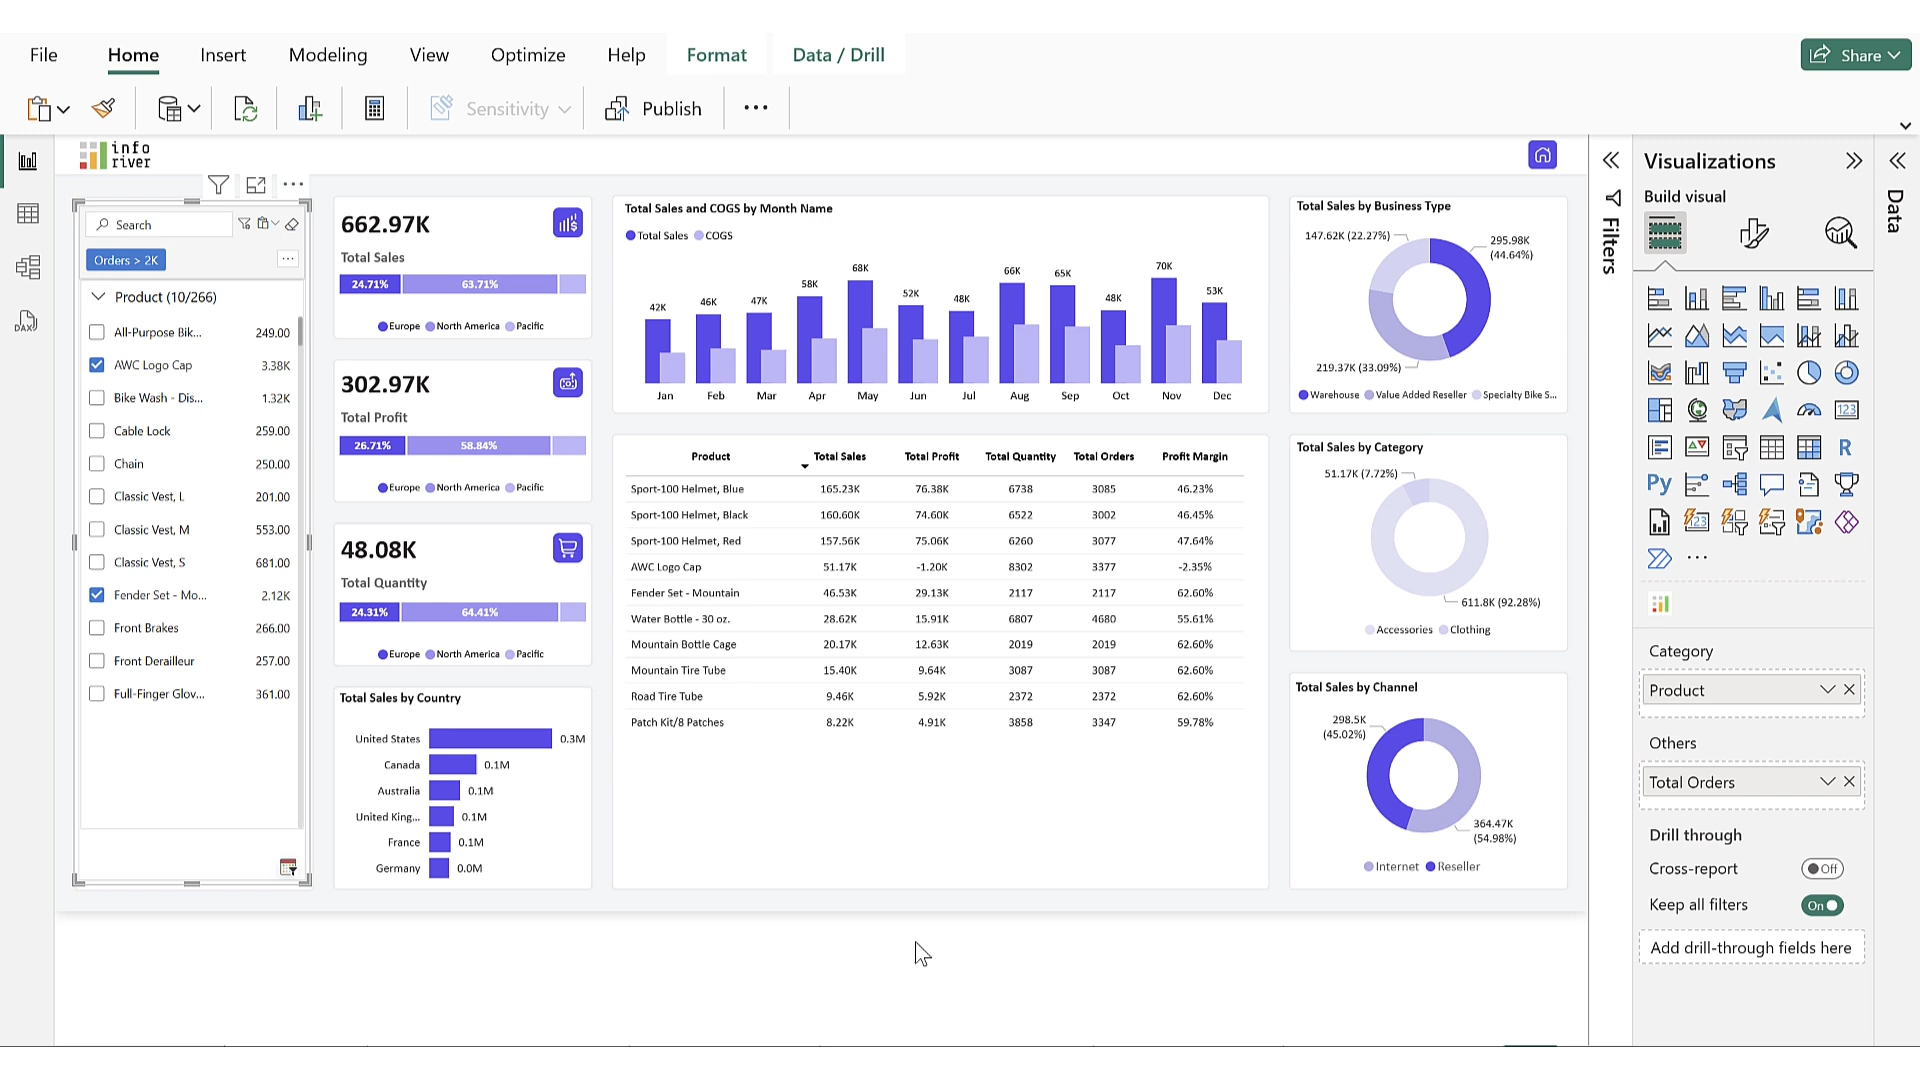 File Home Insert Modeling View Optimize Help Format Data / Drill Share
Sensitivity Publish ...
info
river
Search
Orders > 2K ...
Product (10/266)
All-Purpose Bik... 249.00
AWC Logo Cap 3.38K
Bike Wash - Dis... 1.32K
Cable Lock 259.00
Chain 250.00
Classic Vest, L 201.00
Classic Vest, M 553.00
Classic Vest, S 681.00
Fender Set - Mo... 2.12K
Front Brakes 266.00
Front Derailleur 257.00
Full-Finger Glov... 361.00
662.97K
Total Sales
24.71% 63.71%
Europe North America Pacific
302.97K
Total Profit
26.71% 58.84%
Europe North America Pacific
48.08K
Total Quantity
24.31% 64.41%
Europe North America Pacific
Total Sales by Country
United States 0.3M
Canada 0.1M
Australia 0.1M
United King... 0.1M
France 0.1M
Germany 0.0M
Total Sales and COGS by Month Name
Total Sales COGS
42K 46K 47K 58K 68K 52K 48K 66K 65K 48K 70K 53K
Jan Feb Mar Apr May Jun Jul Aug Sep Oct Nov Dec
Product Total Sales Total Profit Total Quantity Total Orders Profit Margin
Sport-100 Helmet, Blue 165.23K 76.38K 6738 3085 46.23%
Sport-100 Helmet, Black 160.60K 74.60K 6522 3002 46.45%
Sport-100 Helmet, Red 157.56K 75.06K 6260 3077 47.64%
AWC Logo Cap 51.17K -1.20K 8302 3377 -2.35%
Fender Set - Mountain 46.53K 29.13K 2117 2117 62.60%
Water Bottle - 30 oz. 28.62K 15.91K 6807 4680 55.61%
Mountain Bottle Cage 20.17K 12.63K 2019 2019 62.60%
Mountain Tire Tube 15.40K 9.64K 3087 3087 62.60%
Road Tire Tube 9.46K 5.92K 2372 2372 62.60%
Patch Kit/8 Patches 8.22K 4.91K 3858 3347 59.78%
Total Sales by Business Type
147.62K (22.27%)
295.98K
(44.64%)
219.37K (33.09%)
Warehouse Value Added Reseller Specialty Bike S...
Total Sales by Category
51.17K (7.72%)
611.8K (92.28%)
Accessories Clothing
Total Sales by Channel
298.5K
(45.02%)
364.47K
(54.98%)
Internet Reseller
Filters
Visualizations
Build visual
123
R
Py
123
...
Category
Product
Others
Total Orders
Drill through
Cross-report Off
Keep all filters On
Add drill-through fields here
Data
DAX